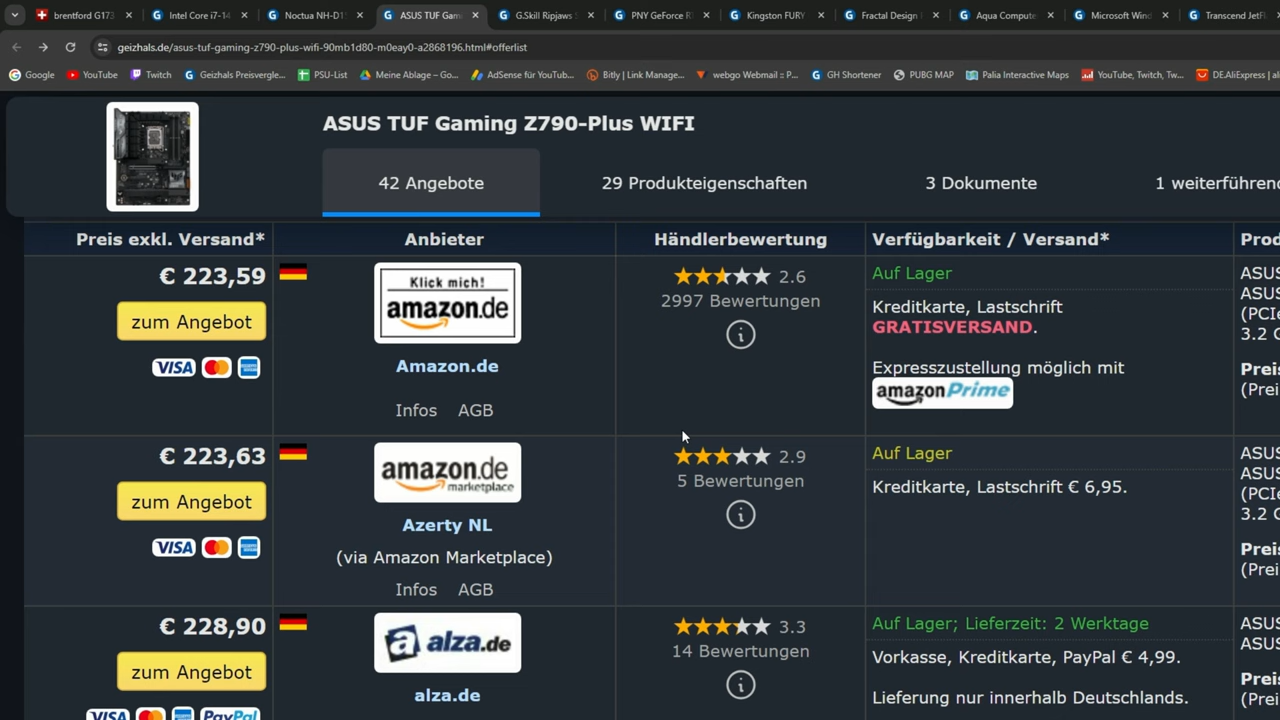 brentford G173
Intel Core i7-14
Noctua NH-D1
ASUS TUF Gam
G.Skill Ripjaws
PNY GeForce R
Kingston FURY
Fractal Design
Aqua Compute
Microsoft Win
Transcend JetFl
geizhals.de/asus-tuf-gaming-z790-plus-wifi-90mb1d80-m0eay0-a2868196.html#offerlist
Google
YouTube
Twitch
Geizhals Preisvergle...
PSU-List
Meine Ablage – Go...
AdSense für YouTub...
Bitly | Link Manage...
webgo Webmail :: P...
GH Shortener
PUBG MAP
Palia Interactive Maps
YouTube, Twitch, Tw...
DE.AliExpress | al
ASUS TUF Gaming Z790-Plus WIFI
42 Angebote
29 Produkteigenschaften
3 Dokumente
1 weiterführen
Preis exkl. Versand*
Anbieter
Händlerbewertung
Verfügbarkeit / Versand*
Prod
€ 223,59
zum Angebot
VISA
Klick mich!
amazon.de
Amazon.de
Infos AGB
2.6
2997 Bewertungen
Auf Lager
Kreditkarte, Lastschrift
GRATISVERSAND.
Expresszustellung möglich mit
amazonPrime
ASUS
ASUS
(PCIe
3.2 G
Preis
(Prei
€ 223,63
zum Angebot
VISA
amazon.de
marketplace
Azerty NL
(via Amazon Marketplace)
Infos AGB
2.9
5 Bewertungen
Auf Lager
Kreditkarte, Lastschrift € 6,95.
ASUS
ASUS
(PCIe
3.2 G
Preis
(Prei
€ 228,90
zum Angebot
VISA
PayPal
alza.de
alza.de
3.3
14 Bewertungen
Auf Lager; Lieferzeit: 2 Werktage
Vorkasse, Kreditkarte, PayPal € 4,99.
Lieferung nur innerhalb Deutschlands.
ASUS
ASUS
Preis
(Prei